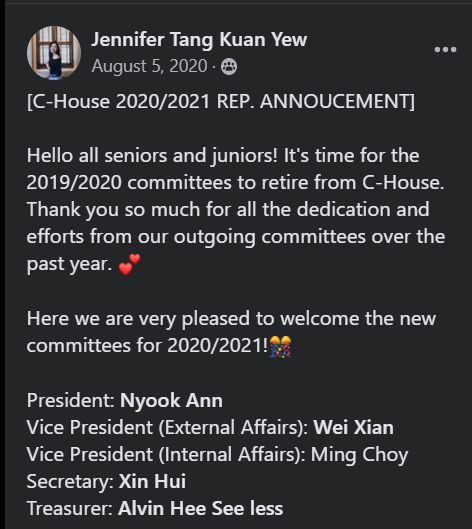 Jennifer Tang Kuan Yew
August 5, 2020 ·
[C-House 2020/2021 REP. ANNOUCEMENT]
Hello all seniors and juniors! It's time for the
2019/2020 committees to retire from C-House.
Thank you so much for all the dedication and
efforts from our outgoing committees over the
past year. 💕
Here we are very pleased to welcome the new
committees for 2020/2021!🎊
President: Nyook Ann
Vice President (External Affairs): Wei Xian
Vice President (Internal Affairs): Ming Choy
Secretary: Xin Hui
Treasurer: Alvin Hee See less